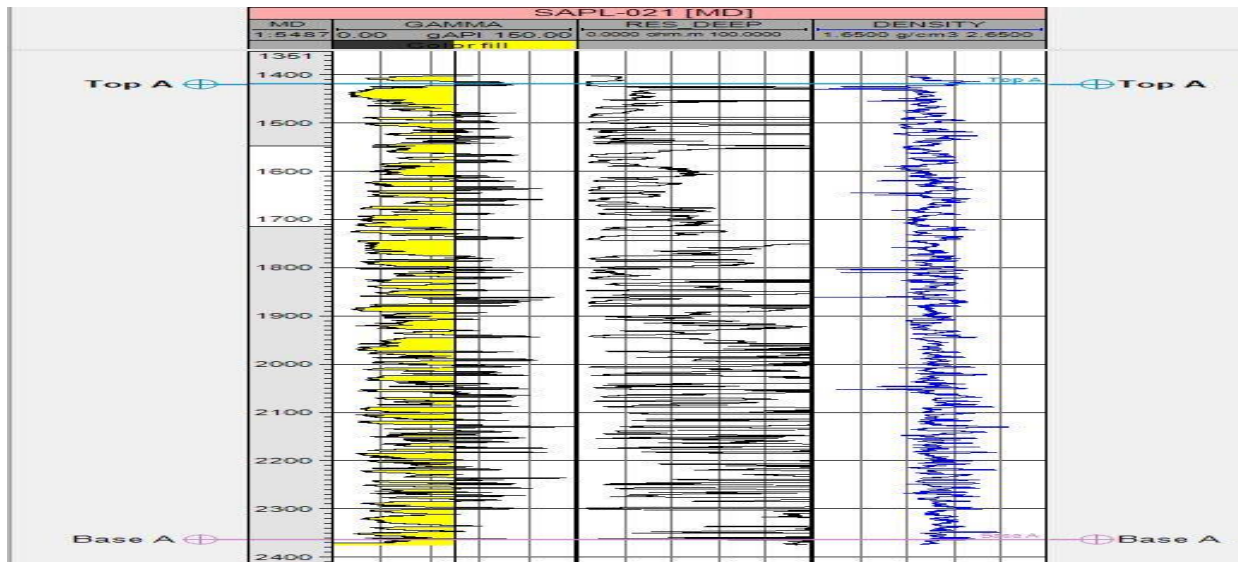 SAPL-021 [MD]
MD GAMMA RES_DEEP DENSITY
1:5487 0.00 gAPI 150.00 0.0000 ohm.m 100.0000 1.6500 g/cm3 2.6500
Color fill
1351
1400
Top A Top A Top A
1500
1600
1700
1800
1900
2000
2100
2200
2300
Base A Base A Base A
2400